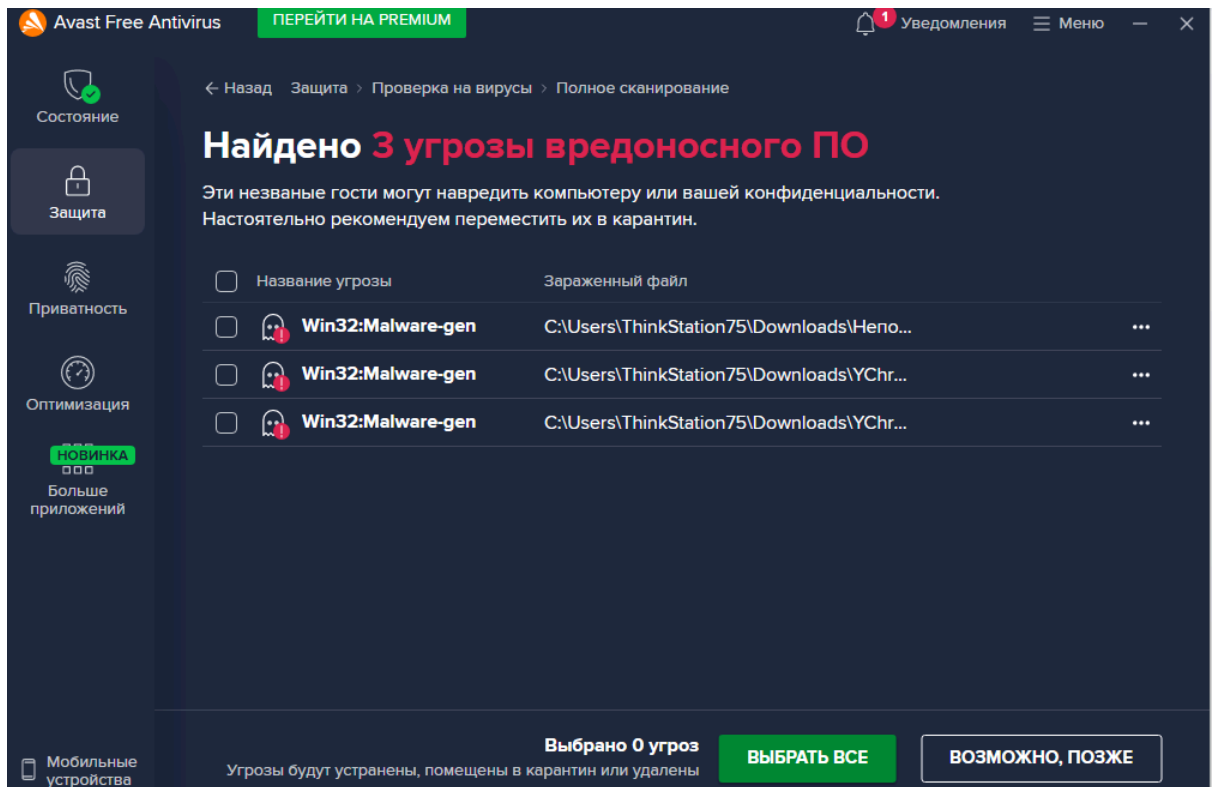 Avast Free Antivirus
ПЕРЕЙТИ НА PREMIUM
1
Уведомления
Меню
Состояние
Защита
Приватность
Оптимизация
НОВИНКА
Больше
приложений
Мобильные
устройства
Назад Защита > Проверка на вирусы > Полное сканирование
Найдено 3 угрозы вредоносного ПО
Эти незваные гости могут навредить компьютеру или вашей конфиденциальности.
Настоятельно рекомендуем переместить их в карантин.
Название угрозы Зараженный файл
Win32:Malware-gen C:\Users\ThinkStation75\Downloads\Непо...
Win32:Malware-gen C:\Users\ThinkStation75\Downloads\YChr...
Win32:Malware-gen C:\Users\ThinkStation75\Downloads\YChr...
Выбрано 0 угроз
Угрозы будут устранены, помещены в карантин или удалены
ВЫБРАТЬ ВСЕ
ВОЗМОЖНО, ПОЗЖЕ